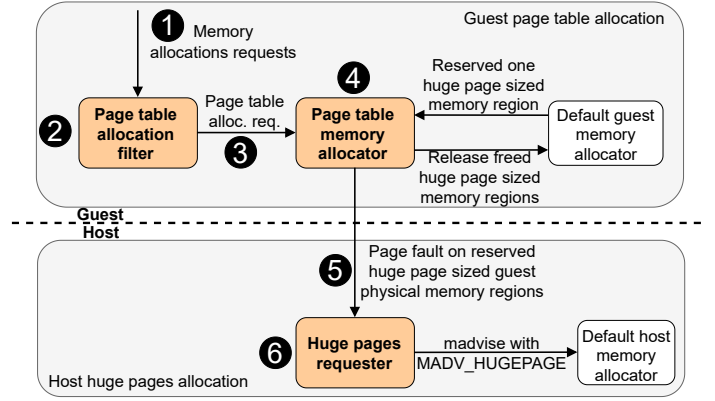 Guest page table allocation
1
Memory
allocations requests
2
Page table
allocation
filter
Page table
alloc. req.
3
4
Page table
memory
allocator
Reserved one
huge page sized
memory region
Default guest
memory
allocator
Release freed
huge page sized
memory regions
Guest
Host
5
Page fault on reserved
huge page sized guest
physical memory regions
6
Huge pages
requester
madvise with
MADV_HUGEPAGE
Default host
memory
allocator
Host huge pages allocation